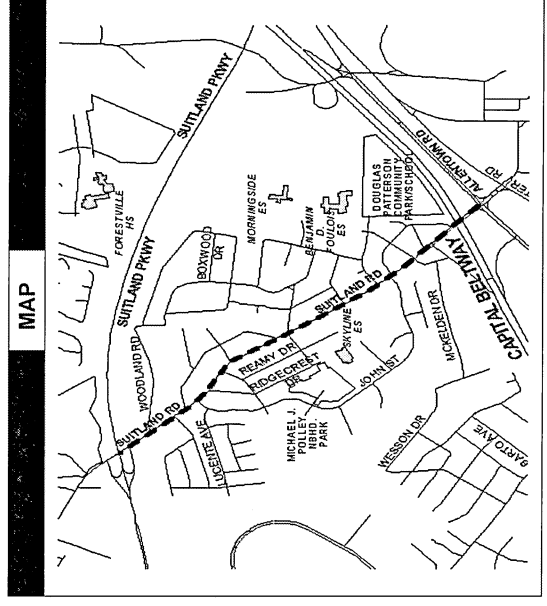 MAP
SUITLAND PKWY
FORESTVILLE
HS
SUITLAND PKWY
MORNINGSIDE
ES
BOXWOOD
DR
BENJAMIN
D.
FOULOIS
ES
DOUGLAS
PATTERSON
COMMUNITY
PARK/SCHOOL
ALLENTOWN RD
RD
WOODLAND RD
SUITLAND RD
SUITLAND RD
REAMY DR
SKYLINE
ES
RIDGECREST
DR
CAPITAL BELTWAY
MCKELDEN DR
JOHN ST
LUCENTE AVE
MICHAEL J.
POLLEY
NBHD.
PARK
WESSON DR
BARTO AVE